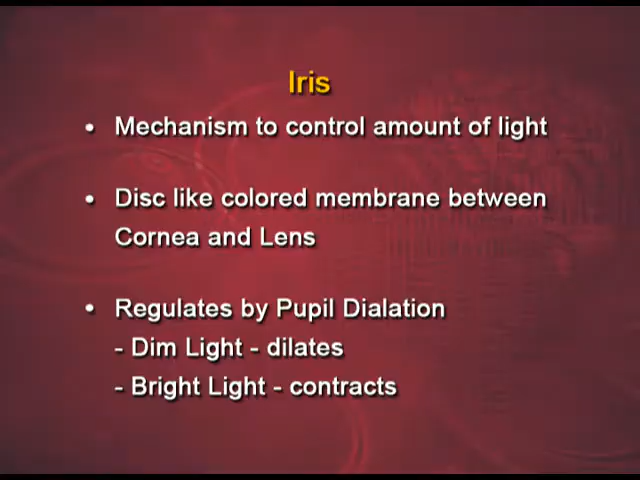 Iris
• Mechanism to control amount of light
• Disc like colored membrane between
Cornea and Lens
• Regulates by Pupil Dialation
- Dim Light - dilates
- Bright Light - contracts